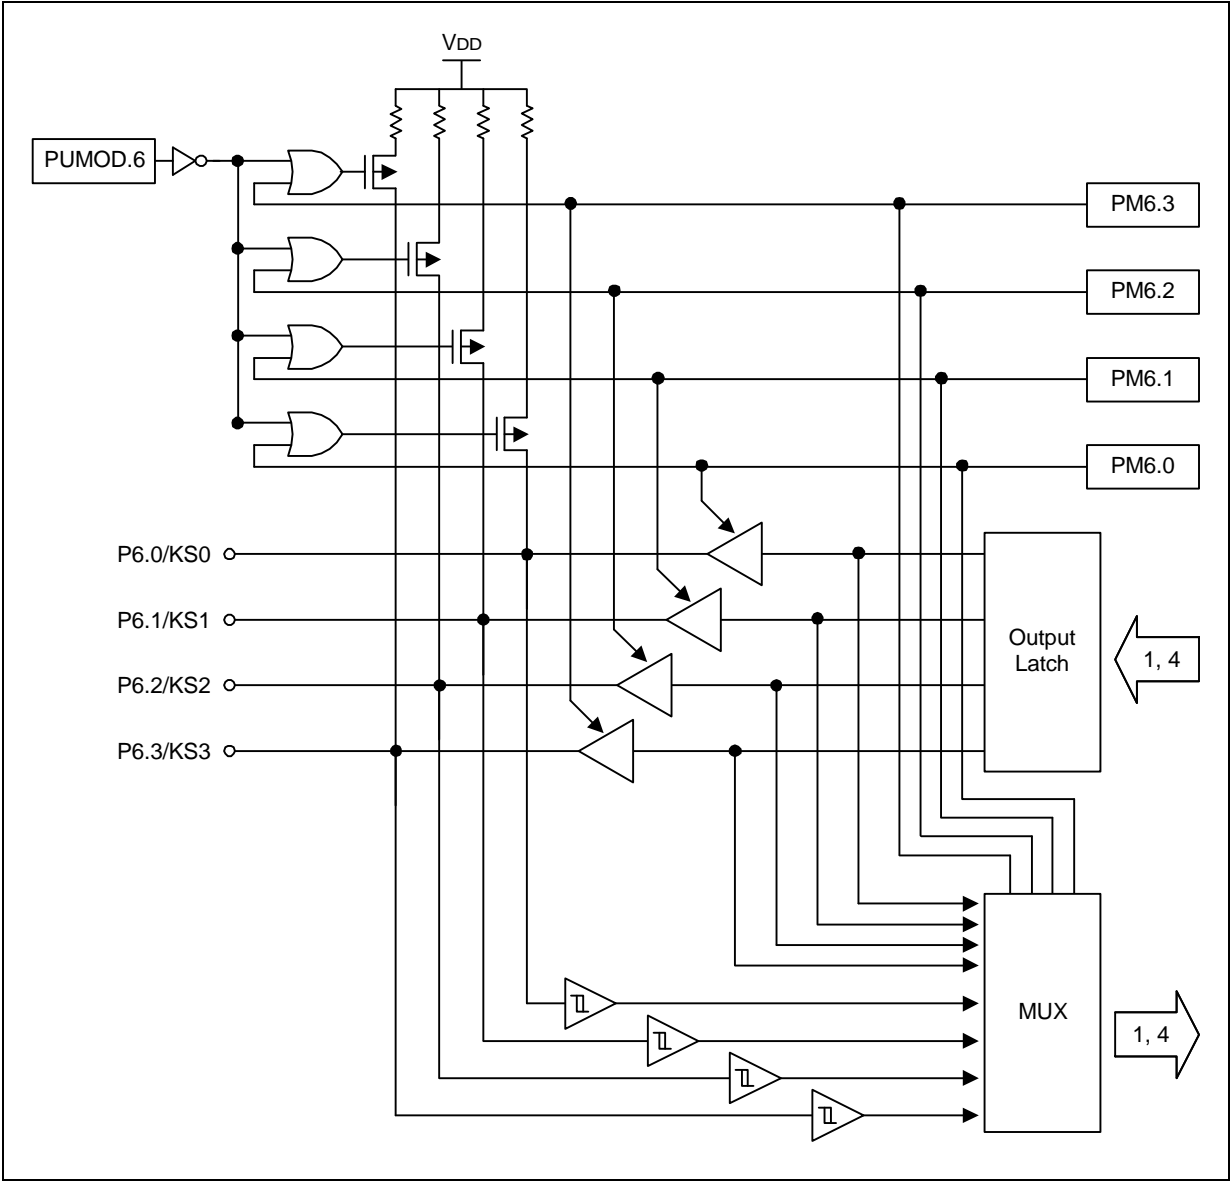 VDD
PUMOD.6
PM6.3
PM6.2
PM6.1
PM6.0
P6.0/KS0
P6.1/KS1
P6.2/KS2
P6.3/KS3
Output
Latch
1, 4
MUX
1, 4